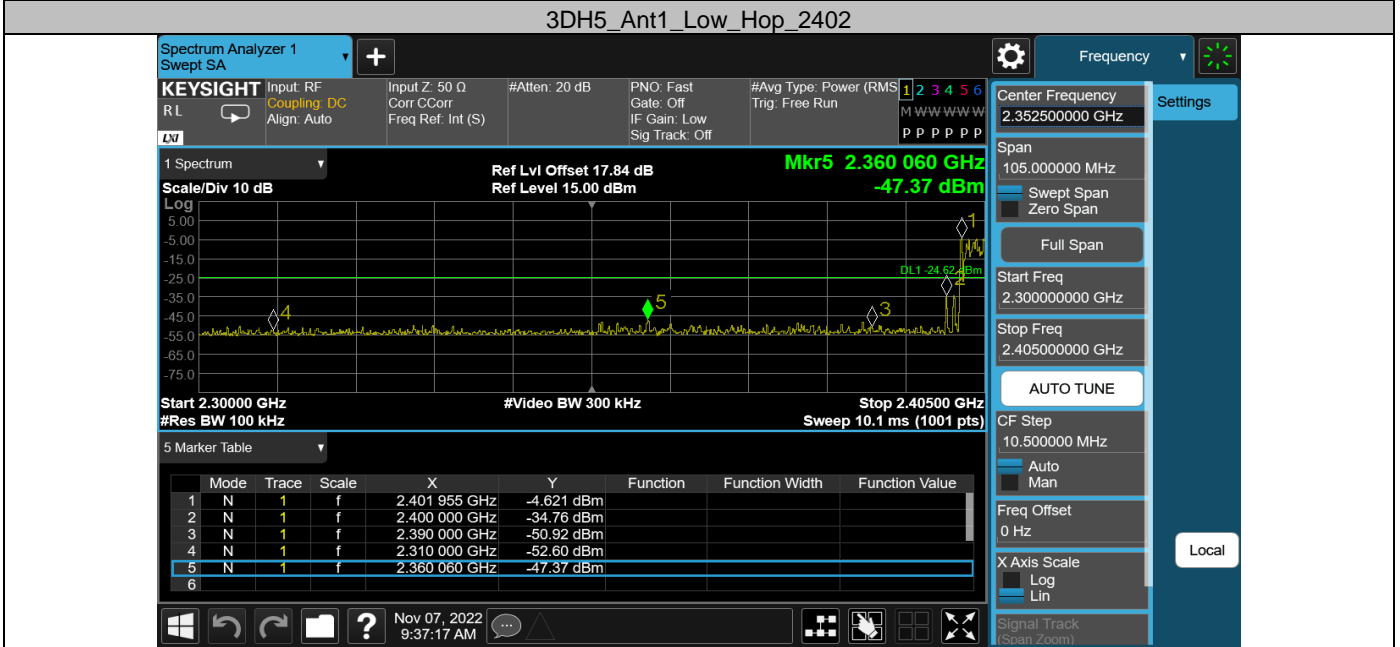 3DH5_Ant1_Low_Hop_2402
Spectrum Analyzer 1
Swept SA
+
Frequency
KEYSIGHT
RL
LXI
Input: RF
Coupling: DC
Align: Auto
Input Z: 50 Ω
Corr CCorr
Freq Ref: Int (S)
#Atten: 20 dB
PNO: Fast
Gate: Off
IF Gain: Low
Sig Track: Off
#Avg Type: Power (RMS
Trig: Free Run
1 2 3 4 5 6
M W W W W W
P P P P P P
1 Spectrum
Scale/Div 10 dB
Ref Lvl Offset 17.84 dB
Ref Level 15.00 dBm
Mkr5 2.360 060 GHz
-47.37 dBm
Log
5.00
-5.00
-15.0
-25.0
-35.0
-45.0
-55.0
-65.0
-75.0
1
DL1 -24.62 dBm
2
5
3
4
Start 2.30000 GHz
#Video BW 300 kHz
Stop 2.40500 GHz
#Res BW 100 kHz
Sweep 10.1 ms (1001 pts)
5 Marker Table
Mode Trace Scale X Y Function Function Width Function Value
1 N 1 f 2.401 955 GHz -4.621 dBm
2 N 1 f 2.400 000 GHz -34.76 dBm
3 N 1 f 2.390 000 GHz -50.92 dBm
4 N 1 f 2.310 000 GHz -52.60 dBm
5 N 1 f 2.360 060 GHz -47.37 dBm
6
Center Frequency
2.352500000 GHz
Settings
Span
105.000000 MHz
Swept Span
Zero Span
Full Span
Start Freq
2.300000000 GHz
Stop Freq
2.405000000 GHz
AUTO TUNE
CF Step
10.500000 MHz
Auto
Man
Freq Offset
0 Hz
Local
X Axis Scale
Log
Lin
Signal Track
(Span Zoom)
?
Nov 07, 2022
9:37:17 AM